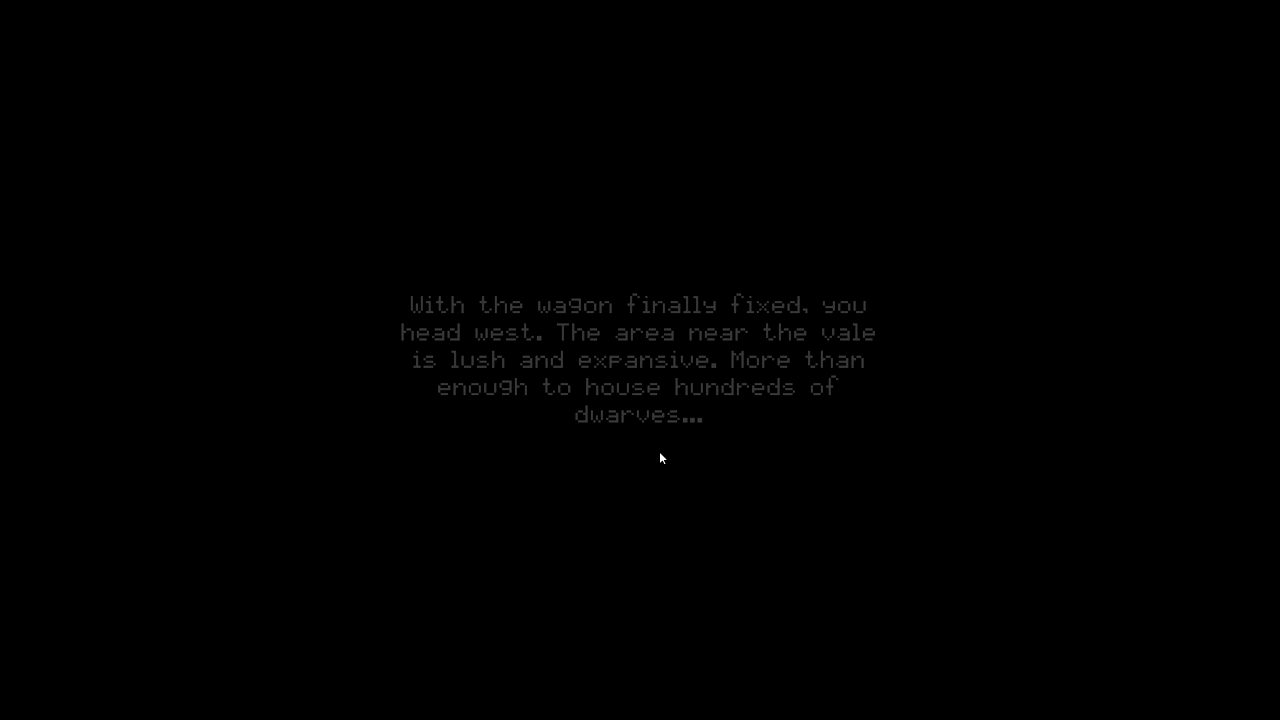 With the wagon finally fixed, you
head west. The area near the vale
is lush and expansive. More than
enough to house hundreds of
dwarves...